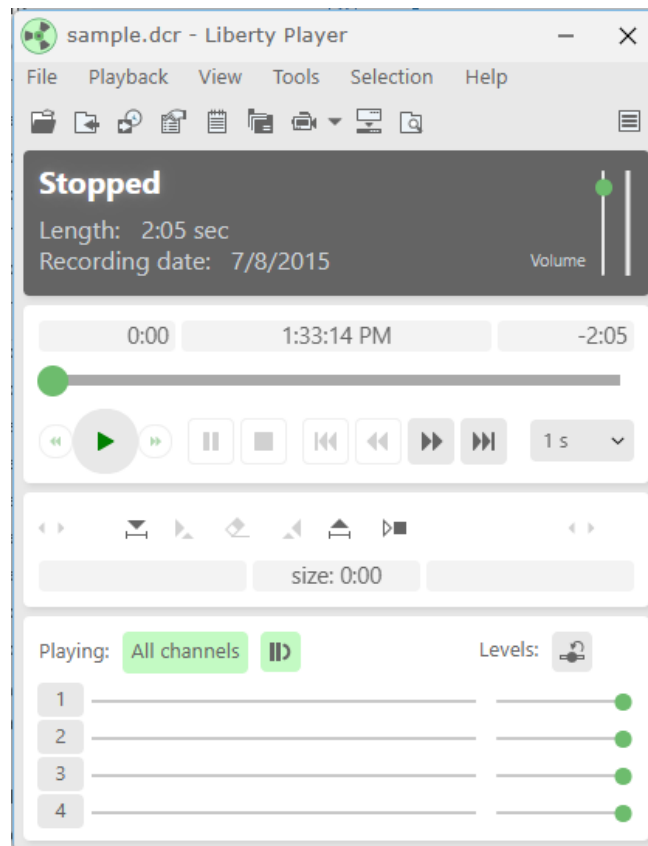 sample.dcr - Liberty Player
File Playback View Tools Selection Help
Stopped
Length: 2:05 sec
Recording date: 7/8/2015
Volume
0:00 1:33:14 PM -2:05
1 s
size: 0:00
Playing: All channels Levels:
1
2
3
4